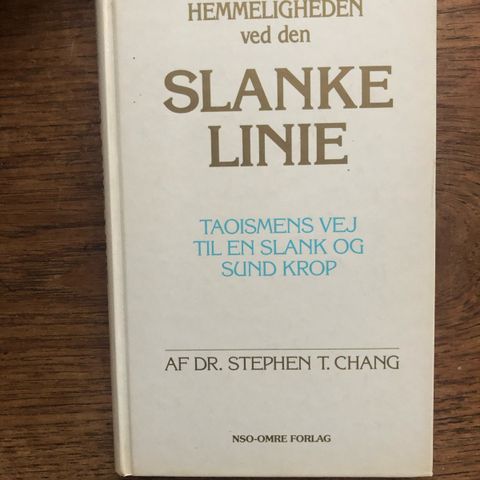 HEMMELIGHEDEN
ved den
SLANKE
LINIE
TAOISMENS VEJ
TIL EN SLANK OG
SUND KROP
AF DR. STEPHEN T. CHANG
NSO-OMRE FORLAG